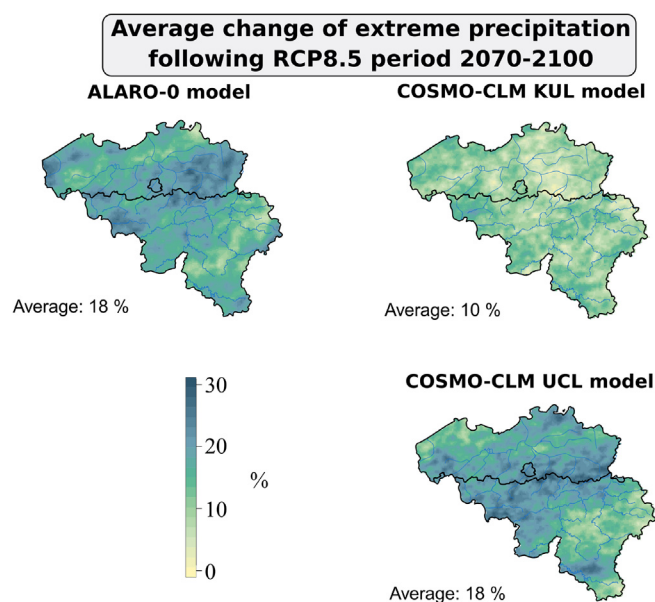 Average change of extreme precipitation
following RCP8.5 period 2070-2100
ALARO-0 model
COSMO-CLM KUL model
Average: 18 %
Average: 10 %
COSMO-CLM UCL model
30
20
%
10
0
Average: 18 %